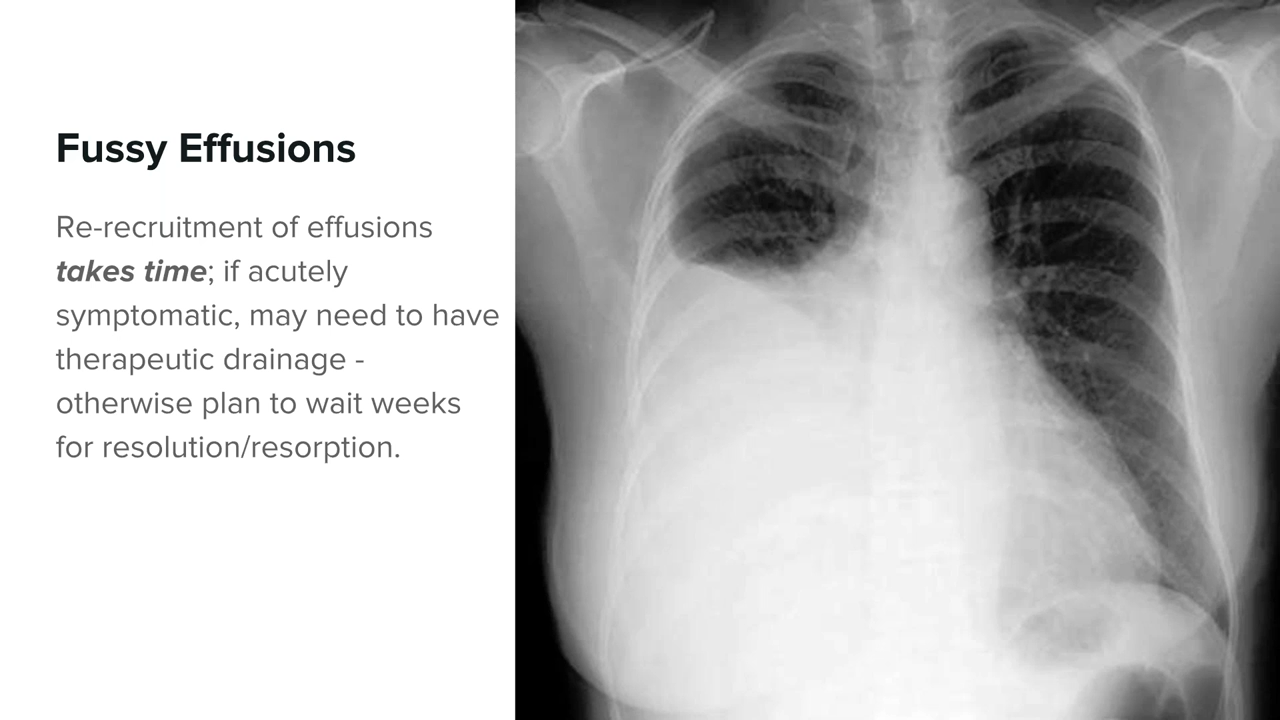 Fussy Effusions
Re-recruitment of effusions
takes time; if acutely
symptomatic, may need to have
therapeutic drainage -
otherwise plan to wait weeks
for resolution/resorption.